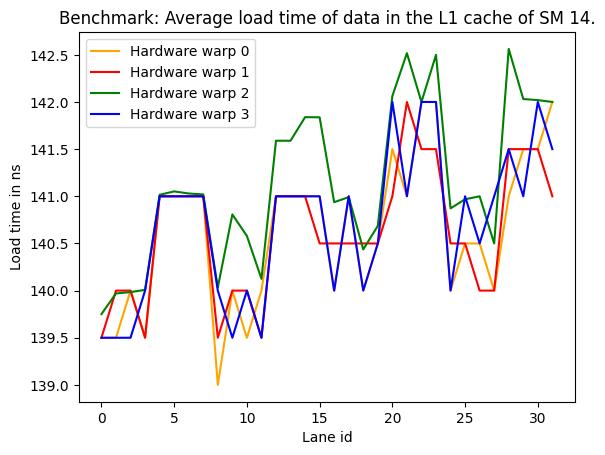 Benchmark: Average load time of data in the L1 cache of SM 14.
Hardware warp 0
Hardware warp 1
Hardware warp 2
Hardware warp 3
Load time in ns
142.5
142.0
141.5
141.0
140.5
140.0
139.5
139.0
0 5 10 15 20 25 30
Lane id